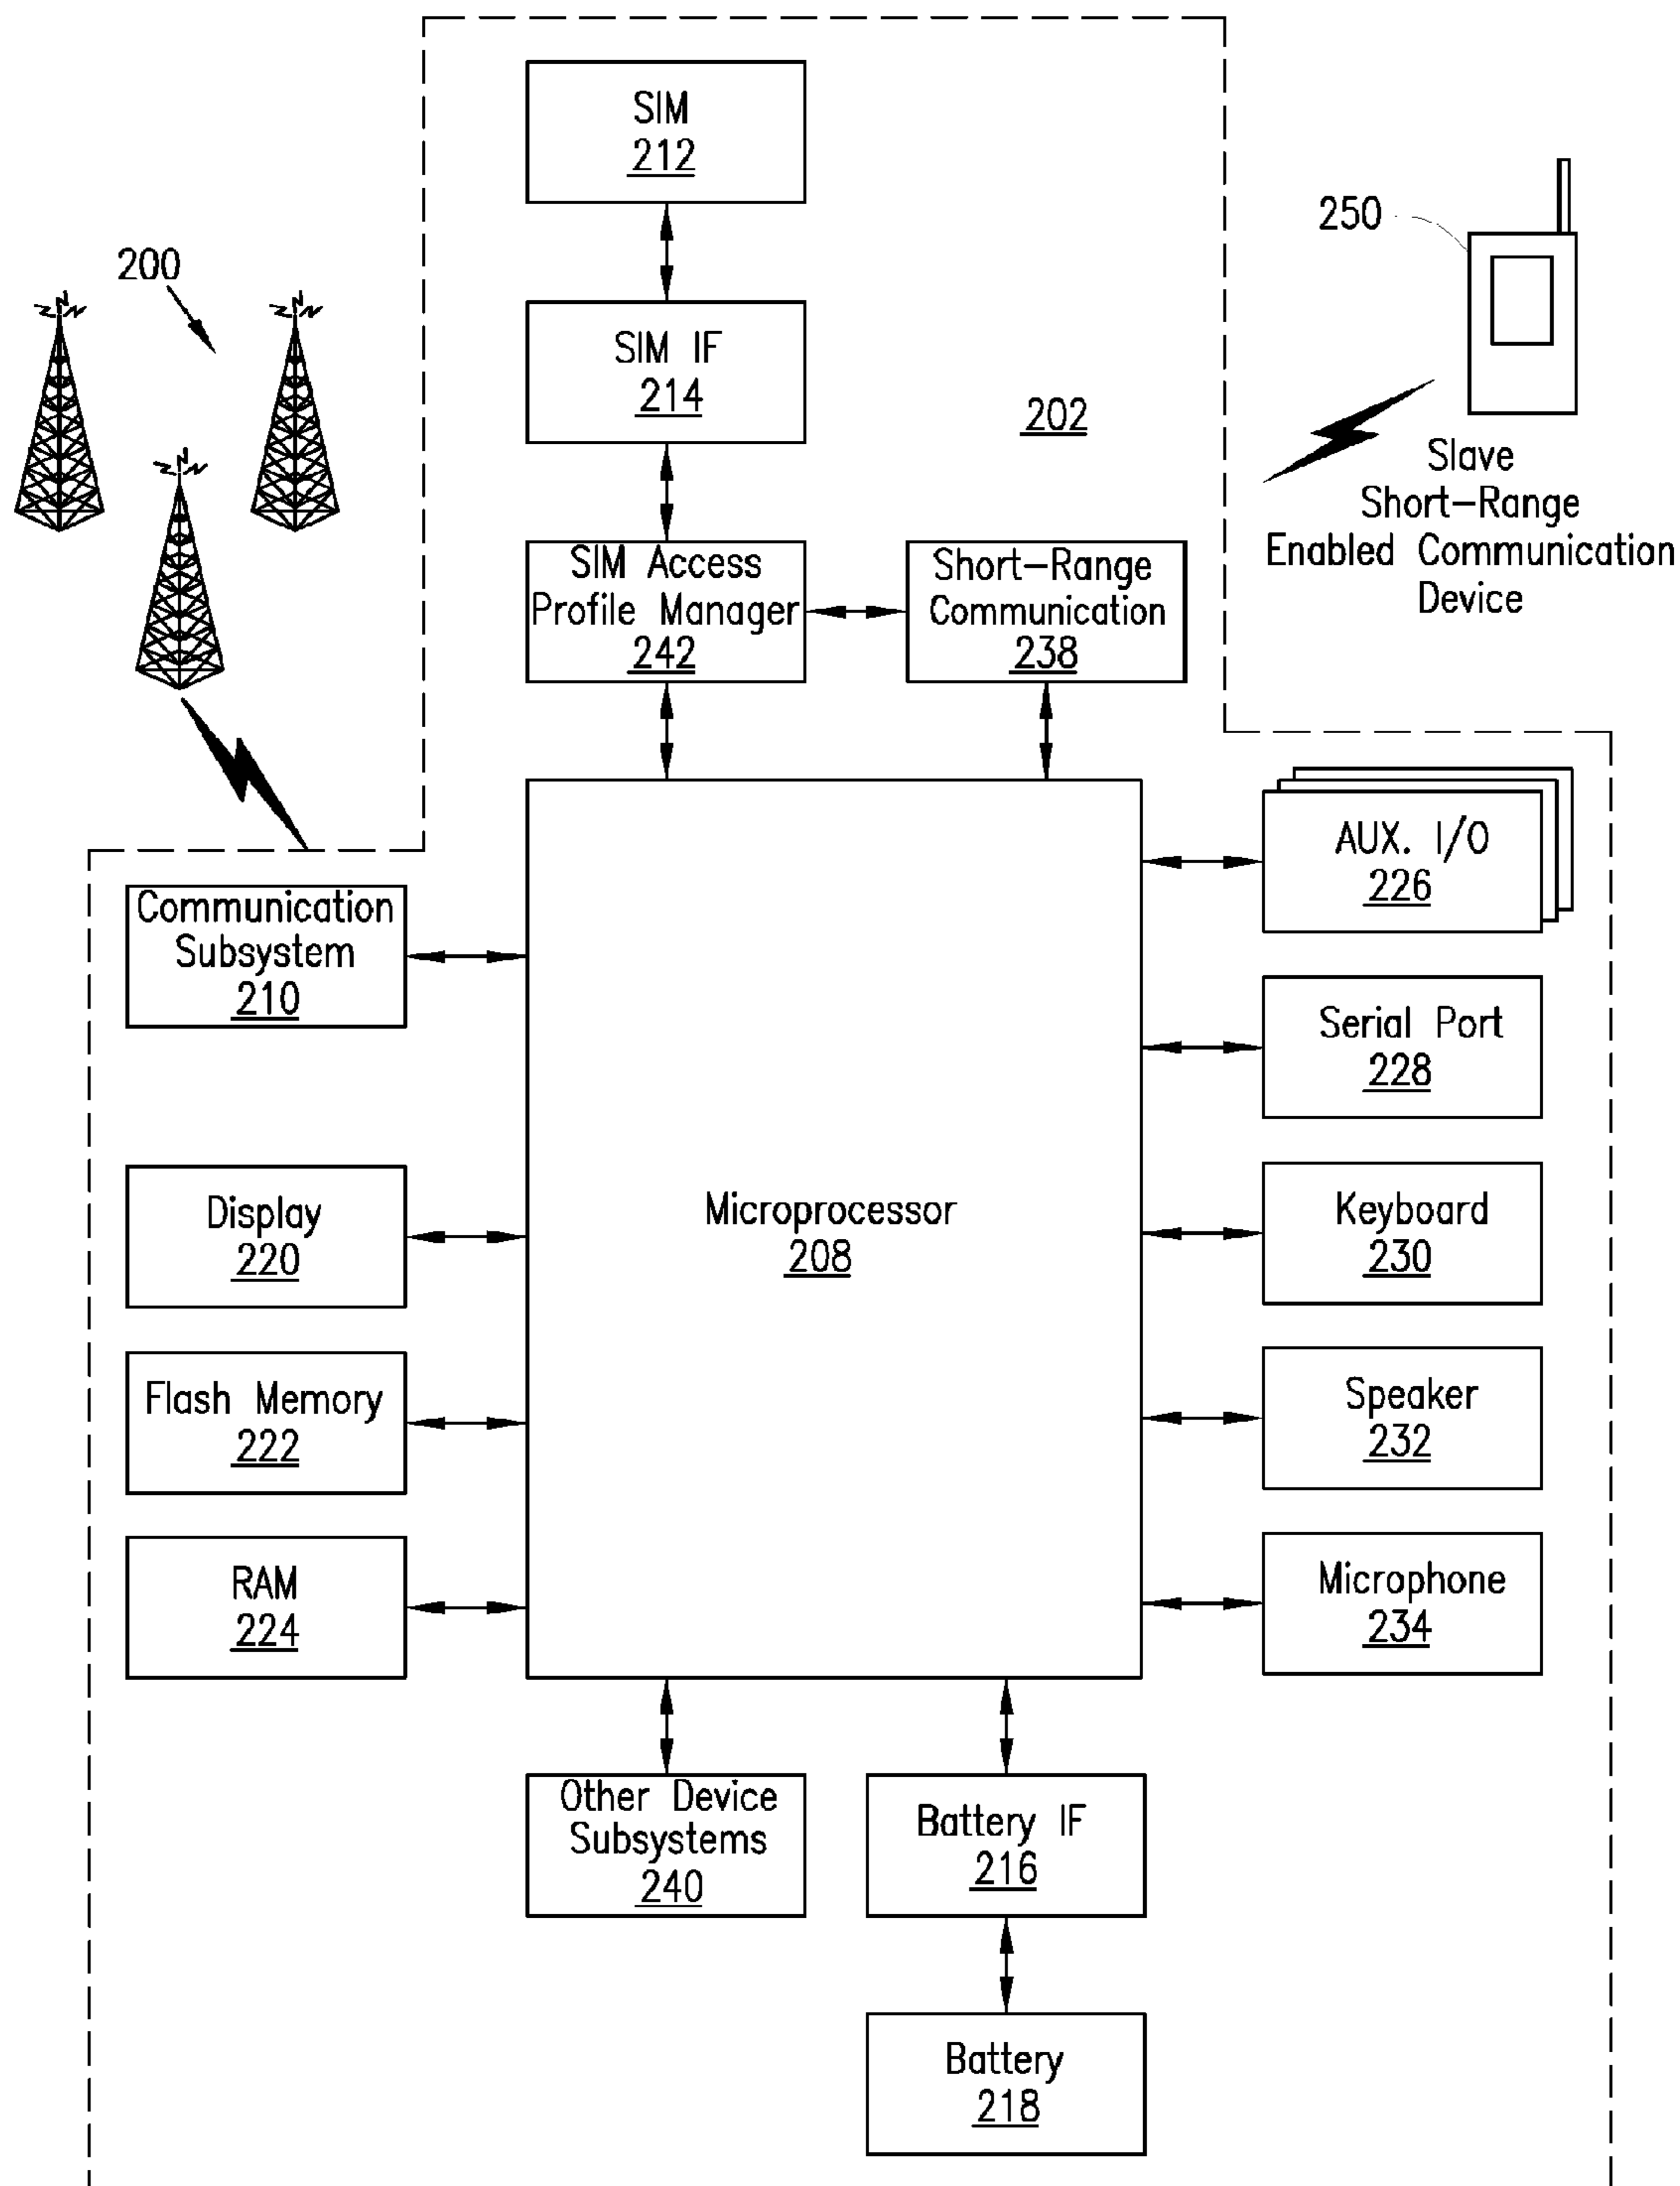 SIM
212
200
250
SIM IF
214
202
Slave
Short-Range
Enabled Communication
Device
SIM Access
Profile Manager
242
Short-Range
Communication
238
AUX. I/O
226
Communication
Subsystem
210
Serial Port
228
Microprocessor
208
Display
220
Keyboard
230
Flash Memory
222
Speaker
232
RAM
224
Microphone
234
Other Device
Subsystems
240
Battery IF
216
Battery
218